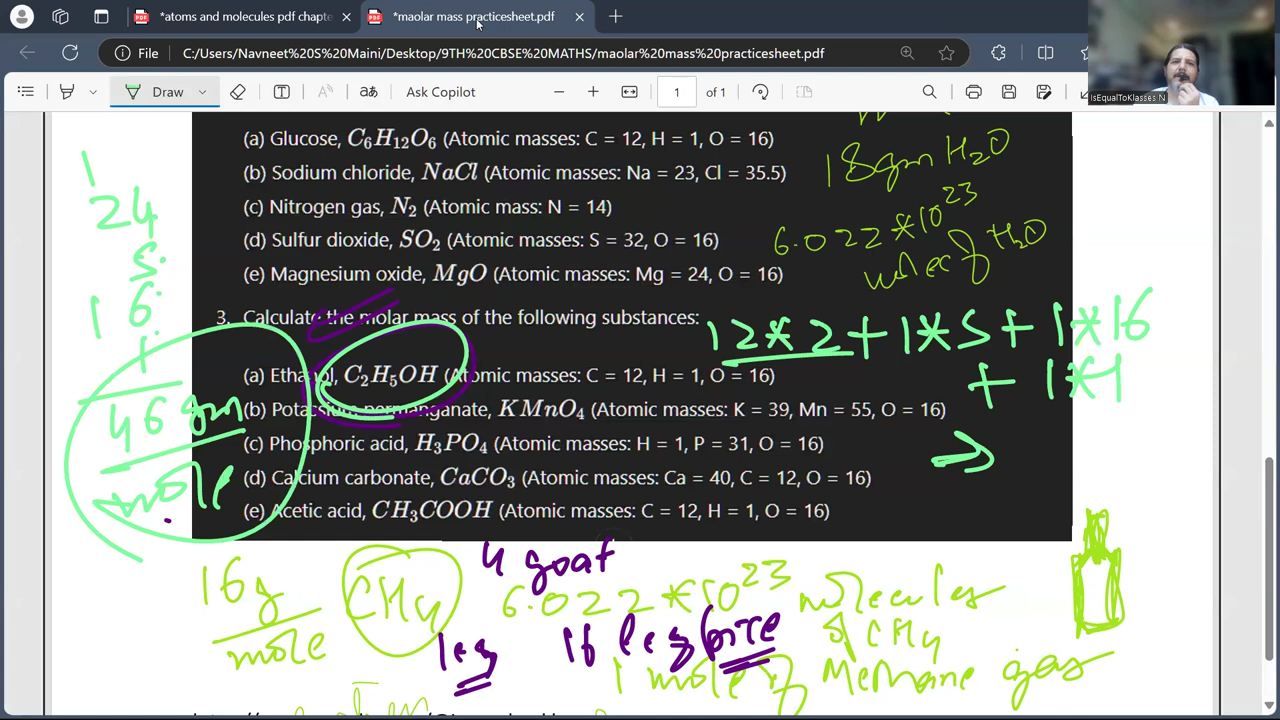 *atoms and molecules pdf chapte
*maolar mass practicesheet.pdf
File
C:/Users/Navneet%20S%20Maini/Desktop/9TH%20CBSE%20MATHS/maolar%20mass%20practicesheet.pdf
Draw
Ask Copilot
1 of 1
IsEqualToKlasses N
(a) Glucose, C₆H₁₂O₆ (Atomic masses: C = 12, H = 1, O = 16)
(b) Sodium chloride, NaCl (Atomic masses: Na = 23, Cl = 35.5)
(c) Nitrogen gas, N₂ (Atomic mass: N = 14)
(d) Sulfur dioxide, SO₂ (Atomic masses: S = 32, O = 16)
(e) Magnesium oxide, MgO (Atomic masses: Mg = 24, O = 16)
18gm H₂O
6.022*10²³
of H₂O
3. Calculate the molar mass of the following substances:
(a) Ethanol, C₂H₅OH (Atomic masses: C = 12, H = 1, O = 16)
(b) Potassium permanganate, KMnO₄ (Atomic masses: K = 39, Mn = 55, O = 16)
(c) Phosphoric acid, H₃PO₄ (Atomic masses: H = 1, P = 31, O = 16)
(d) Calcium carbonate, CaCO₃ (Atomic masses: Ca = 40, C = 12, O = 16)
(e) Acetic acid, CH₃COOH (Atomic masses: C = 12, H = 1, O = 16)
12*2+1*5+1*16
+1*1
→
1
24
5
16
1
46 gm
mole
16g
mole
CH₄
4 goat
6.022*10²³ molecules
of CH₄
leg
16 leg
1 mole of Methane gas